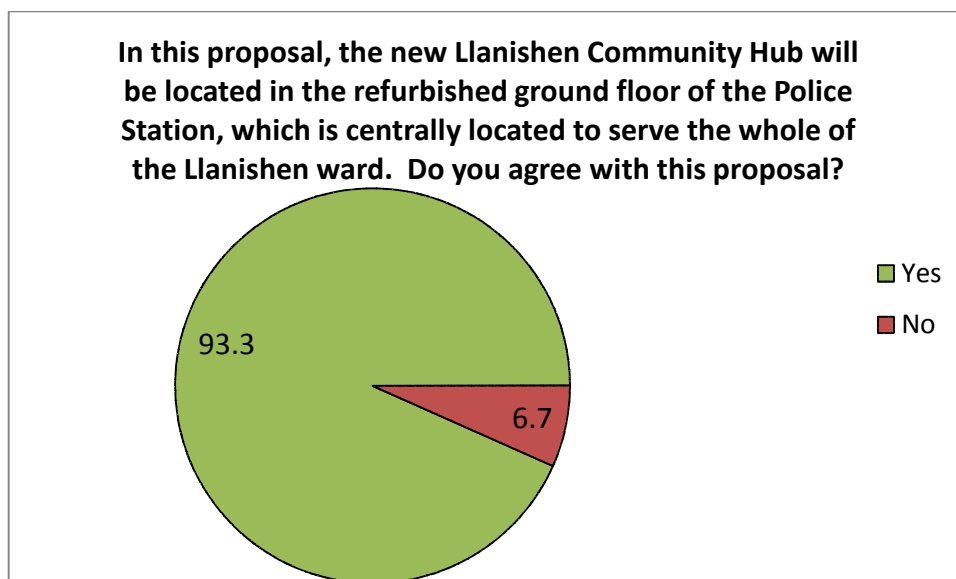 In this proposal, the new Llanishen Community Hub will
be located in the refurbished ground floor of the Police
Station, which is centrally located to serve the whole of
the Llanishen ward.  Do you agree with this proposal?
Yes
No
93.3
6.7